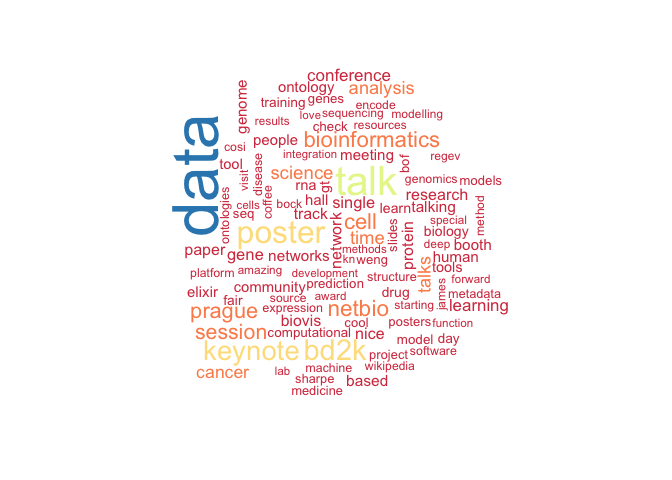 conference
ontology analysis
training genes encode
genome
results love sequencing modelling
check resources
people bioinformatics
cosi
data
integration meeting bof regev
tool
visit
disease
science talk
genomics models
rna gt
cells
coffee
bock hall single research
ontologies
seq track learn talking
method
poster cell special
network
slides
protein
biology
time deep booth
paper gene networks methods human
kn weng talks tools
platform amazing development structure forward
community prediction drug james metadata
elixir fair source award
expression starting learning
prague netbio
biovis cool posters function
session computational nice model day
keynote bd2k project software
cancer lab machine wikipedia
sharpe based
medicine